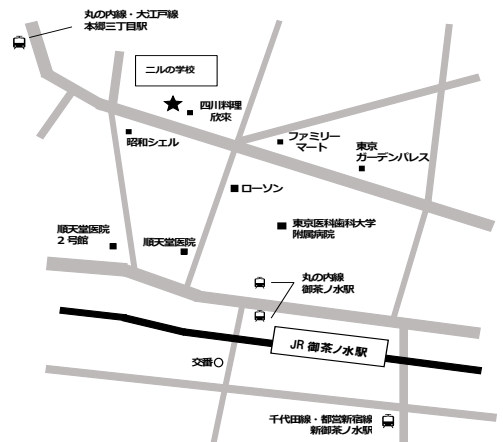 丸の内線・大江戸線
本郷三丁目駅
ニルの学校
四川料理
欣來
昭和シェル
ファミリー
マート
東京
ガーデンパレス
ローソン
東京医科歯科大学
附属病院
順天堂医院
2号館
順天堂医院
丸の内線
御茶ノ水駅
JR 御茶ノ水駅
交番
千代田線・都営新宿線
新御茶ノ水駅